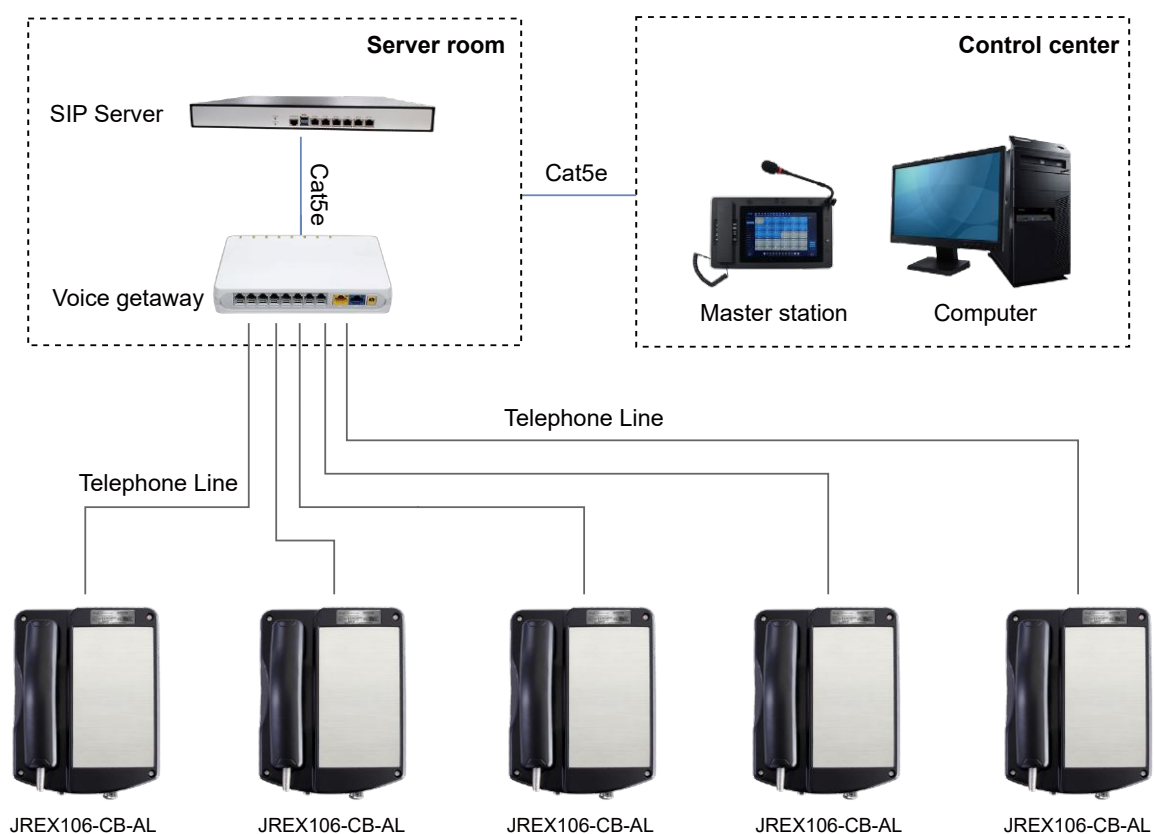 Server room
Control center
SIP Server
Cat5e
Cat5e
Voice getaway
Master station
Computer
Telephone Line
Telephone Line
JREX106-CB-AL
JREX106-CB-AL
JREX106-CB-AL
JREX106-CB-AL
JREX106-CB-AL